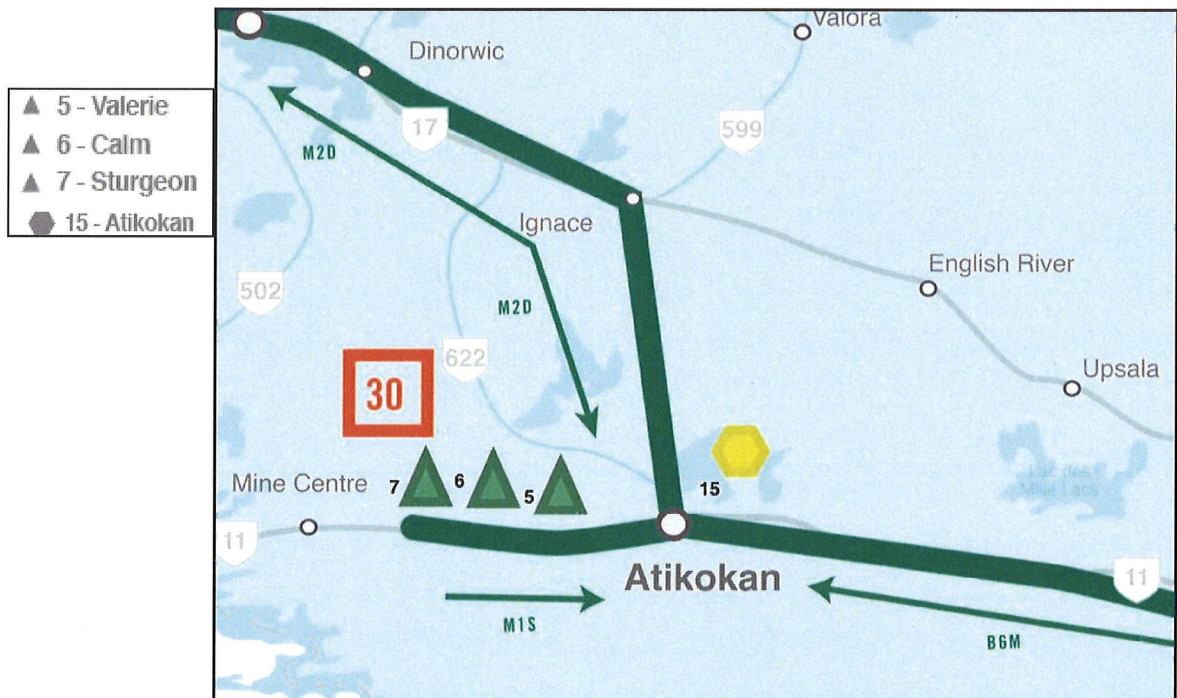 5 - Valerie
6 - Calm
7 - Sturgeon
15 - Atikokan
Valora
Dinorwic
17
599
M2D
Ignace
English River
502
M2D
622
Upsala
30
Mine Centre
7
6
5
15
Lac des
Mille Lacs
11
Atikokan
11
M1S
B6M